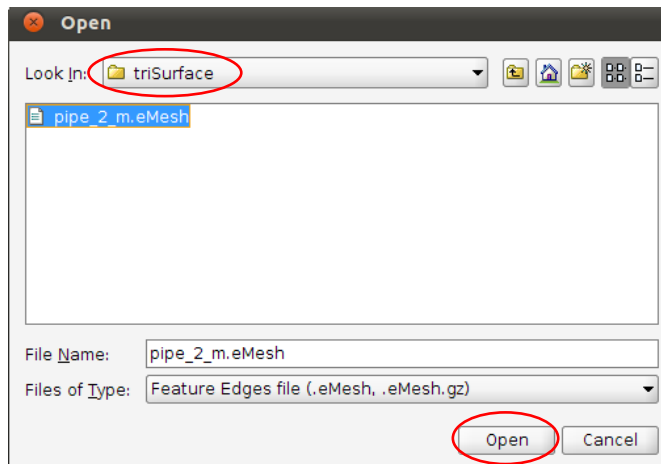 Open
Look In: triSurface
pipe_2_m.eMesh
File Name: pipe_2_m.eMesh
Files of Type: Feature Edges file (.eMesh, .eMesh.gz)
Open Cancel